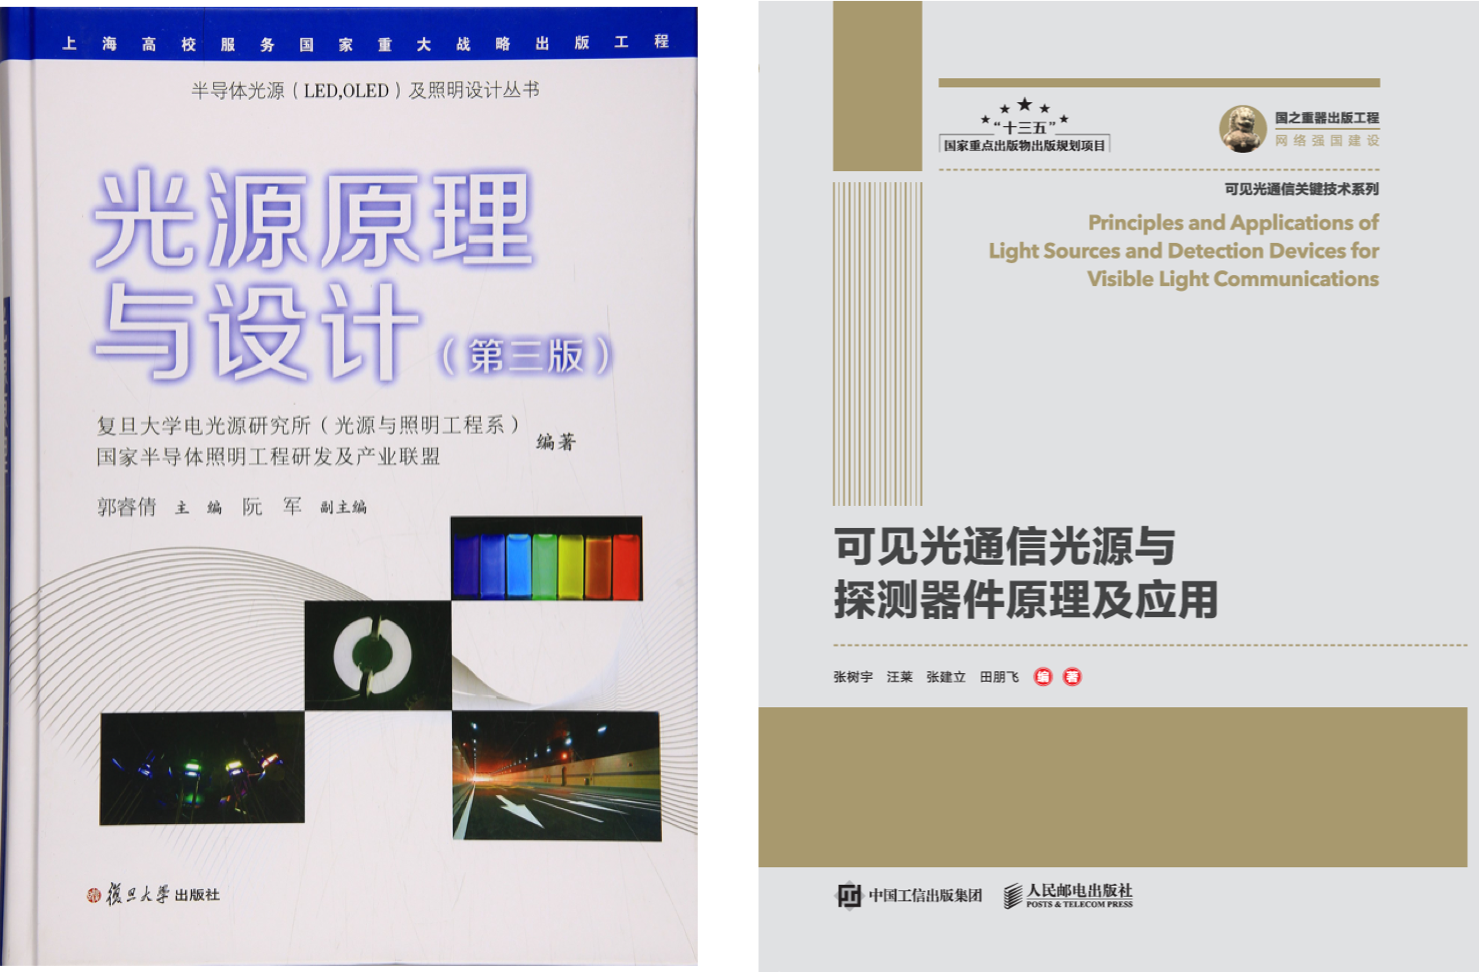 上海高校服务国家重大战略出版工程
半导体光源（LED,OLED）及照明设计丛书
光源原理
与设计（第三版）
复旦大学电光源研究所（光源与照明工程系）
国家半导体照明工程研发及产业联盟
编著
郭睿倩 主编 阮军 副主编
復旦大学出版社
“十三五”
国家重点出版物出版规划项目
国之重器出版工程
网络强国建设
可见光通信关键技术系列
Principles and Applications of
Light Sources and Detection Devices for
Visible Light Communications
可见光通信光源与
探测器件原理及应用
张树宇 汪莱 张建立 田朋飞 编著
中国工信出版集团
人民邮电出版社
POSTS & TELECOM PRESS